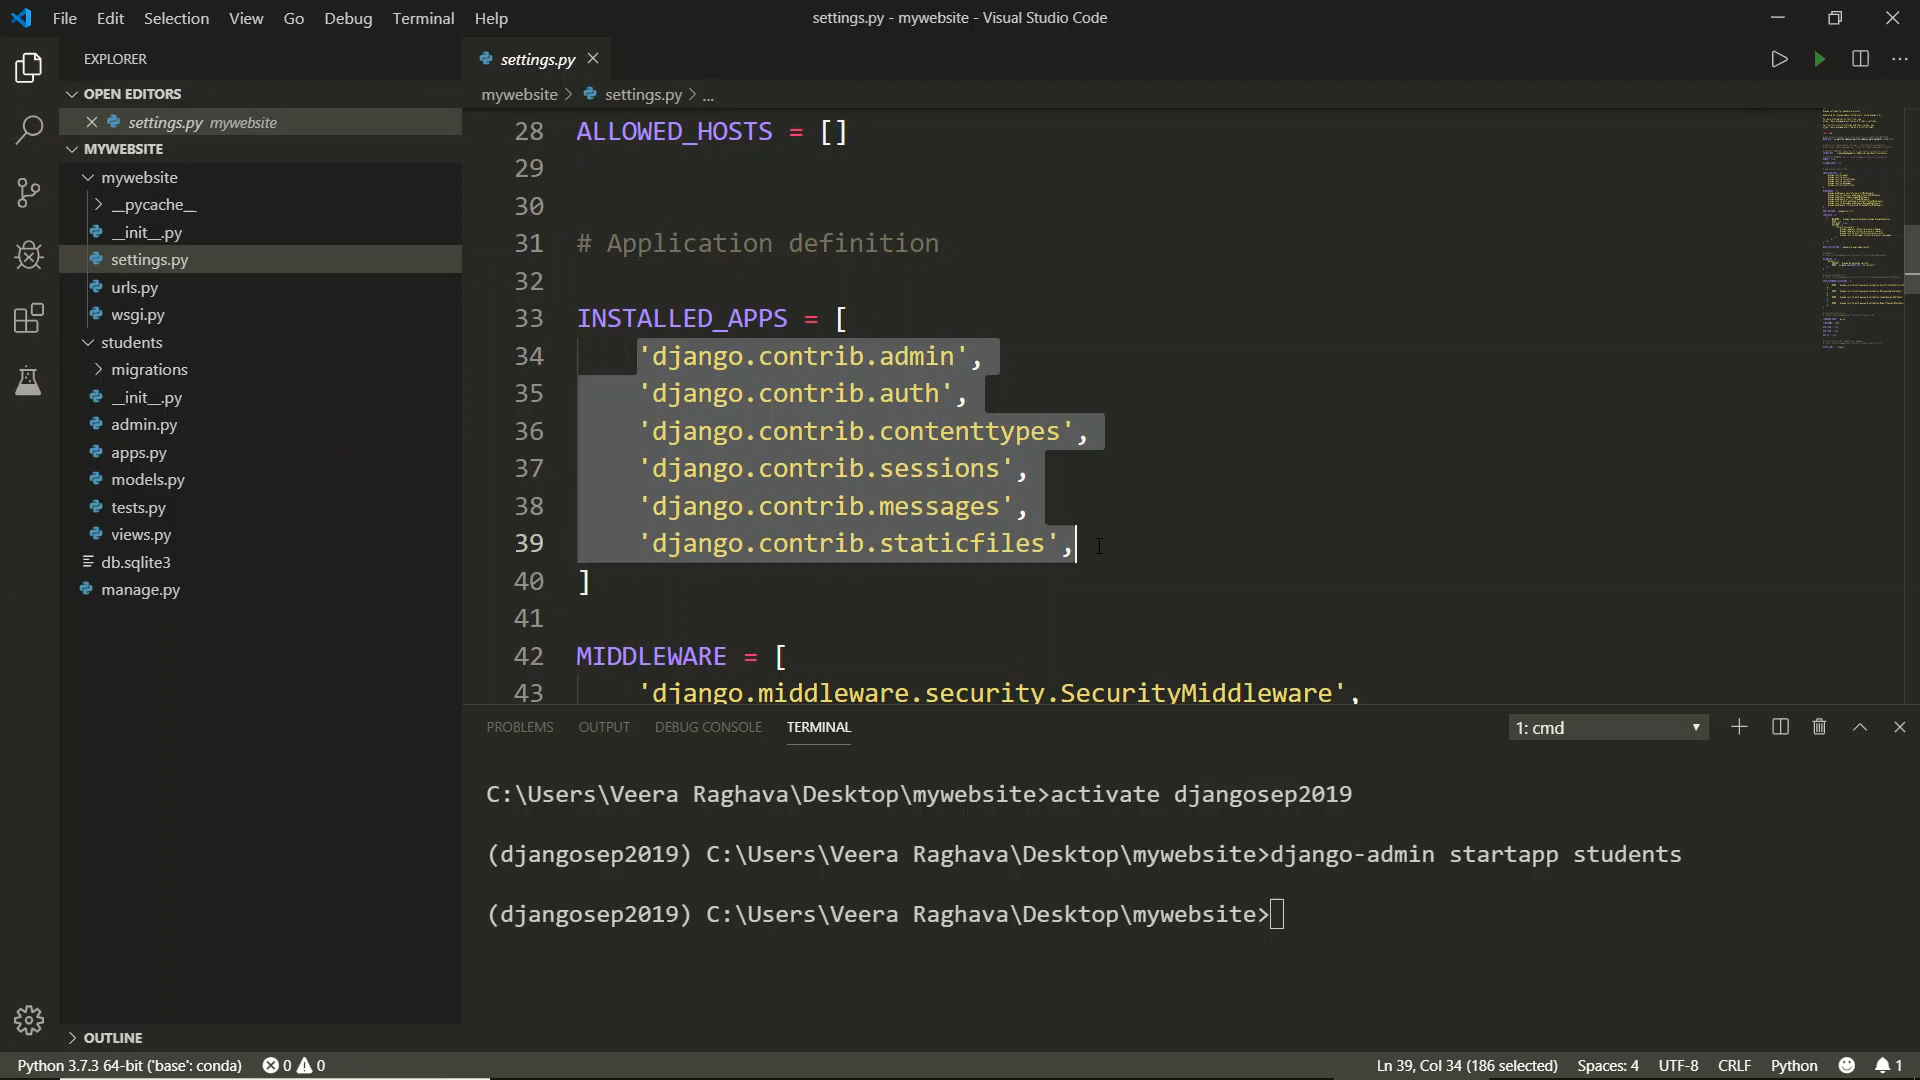 File Edit Selection View Go Debug Terminal Help
settings.py - mywebsite - Visual Studio Code
EXPLORER
OPEN EDITORS
settings.py mywebsite
MYWEBSITE
mywebsite
__pycache__
__init__.py
settings.py
urls.py
wsgi.py
students
migrations
__init__.py
admin.py
apps.py
models.py
tests.py
views.py
db.sqlite3
manage.py
OUTLINE
settings.py
mywebsite > settings.py > ...
28 ALLOWED_HOSTS = []
29
30
31 # Application definition
32
33 INSTALLED_APPS = [
34 'django.contrib.admin',
35 'django.contrib.auth',
36 'django.contrib.contenttypes',
37 'django.contrib.sessions',
38 'django.contrib.messages',
39 'django.contrib.staticfiles',
40 ]
41
42 MIDDLEWARE = [
43 'django.middleware.security.SecurityMiddleware',
PROBLEMS OUTPUT DEBUG CONSOLE TERMINAL
1: cmd
C:\Users\Veera Raghava\Desktop\mywebsite>activate djangosep2019
(djangosep2019) C:\Users\Veera Raghava\Desktop\mywebsite>django-admin startapp students
(djangosep2019) C:\Users\Veera Raghava\Desktop\mywebsite>
Python 3.7.3 64-bit ('base': conda) 0 0
Ln 39, Col 34 (186 selected) Spaces: 4 UTF-8 CRLF Python 1